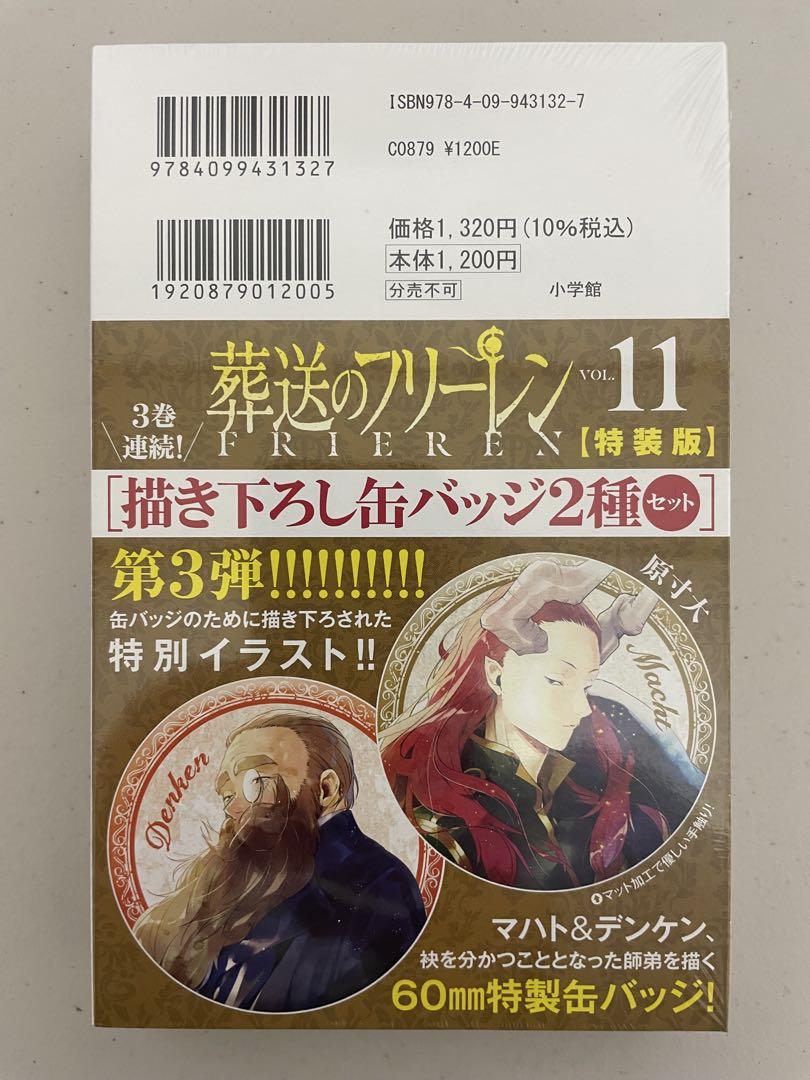 ISBN978-4-09-943132-7
9784099431327
C0879 ¥1200E
価格1,320円(10%税込)
本体1,200円
1920879012005
分売不可
小学館
3巻
連続!
葬送のフリーレン
FRIEREN
VOL.11
【特装版】
[描き下ろし缶バッジ2種セット]
第3弾!!!!!!!!!!
缶バッジのために描き下ろされた
特別イラスト!!
原寸大
Macht
Denken
マット加工で優しい手触り!
マハト&デンケン、
袂を分かつこととなった師弟を描く
60mm特製缶バッジ!